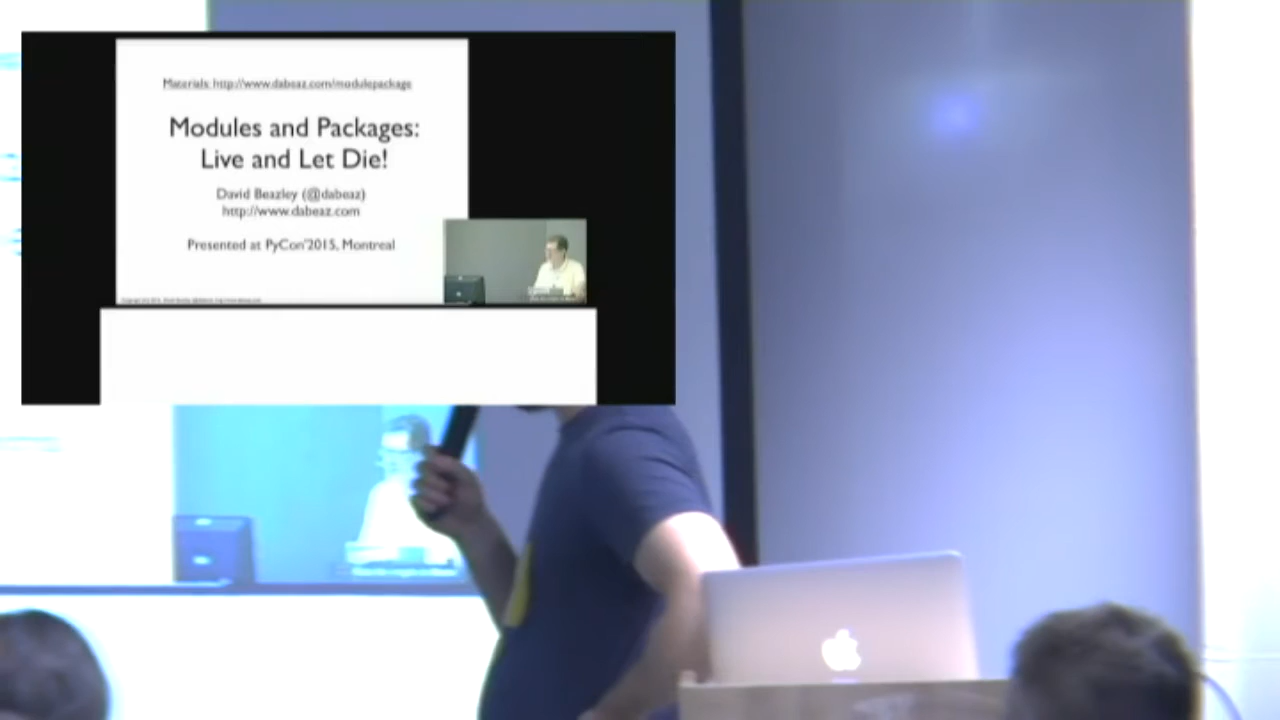 Materials: http://www.dabeaz.com/modulepackage
Modules and Packages:
Live and Let Die!
David Beazley (@dabeaz)
http://www.dabeaz.com
Presented at PyCon'2015, Montreal